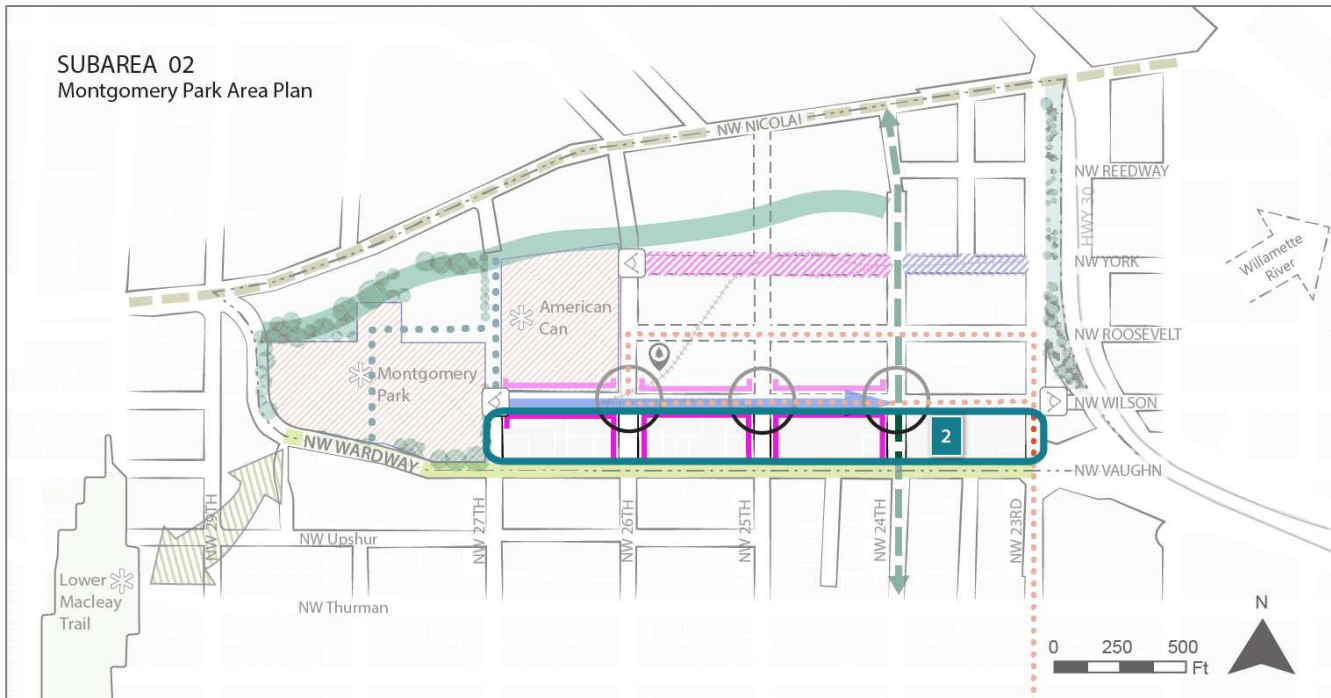 SUBAREA 02
Montgomery Park Area Plan
NW NICOLAI
NW REEDWAY
HWY 30
NW YORK
Willamette
River
American
Can
NW ROOSEVELT
Montgomery
Park
NW WILSON
2
NW WARDWAY
NW VAUGHN
NW 29TH
NW 27TH
NW 26TH
NW 25TH
NW 24TH
NW 23RD
NW Upshur
Lower
Macleay
Trail
NW Thurman
N
0 250 500
Ft